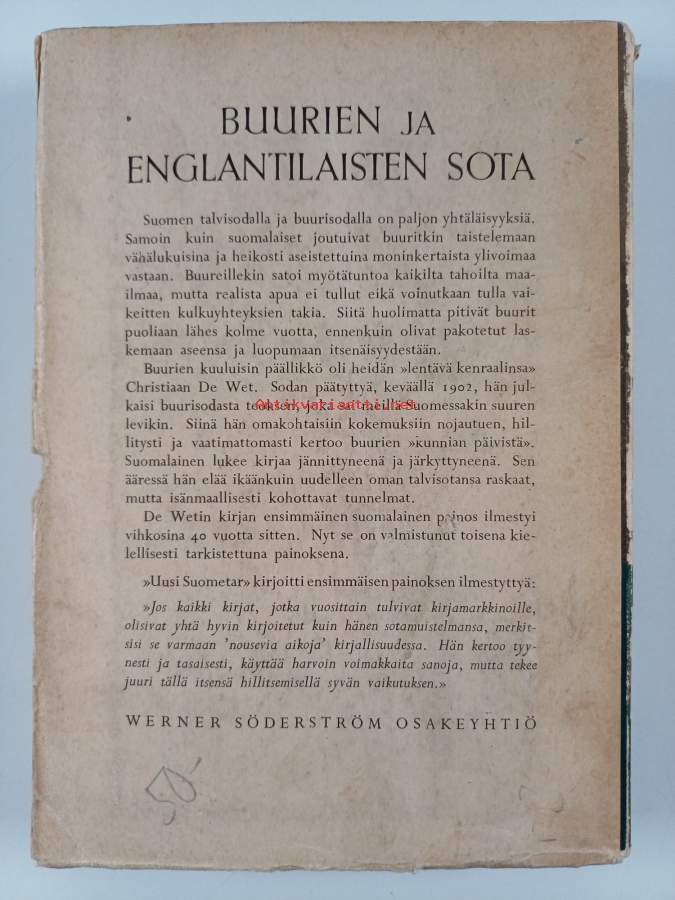 BUURIEN JA
ENGLANTILAISTEN SOTA
Suomen talvisodalla ja buurisodalla on paljon yhtäläisyyksiä.
Samoin kuin suomalaiset joutuivat buuritkin taistelemaan
vähälukuisina ja heikosti aseistettuina moninkertaista ylivoimaa
vastaan. Buureillekin satoi myötätuntoa kaikilta tahoilta maa-
ilmaa, mutta realista apua ei tullut eikä voinutkaan tulla vai-
keitten kulkuyhteyksien takia. Siitä huolimatta pitivät buurit
puoliaan lähes kolme vuotta, ennenkuin olivat pakotetut las-
kemaan aseensa ja luopumaan itsenäisyydestään.
Buurien kuuluisin päällikkö oli heidän »lentävä kenraalinsa»
Christiaan De Wet. Sodan päätyttyä, keväällä 1902, hän jul-
kaisi buurisodasta teoksen, joka sai meillä Suomessakin suuren
levikin. Siinä hän omakohtaisiin kokemuksiin nojautuen, hil-
litysti ja vaatimattomasti kertoo buurien »kunnian päivistä».
Suomalainen lukee kirjaa jännittyneenä ja järkyttyneenä. Sen
ääressä hän elää ikäänkuin uudelleen oman talvisotansa raskaat,
mutta isänmaallisesti kohottavat tunnelmat.
De Wetin kirjan ensimmäinen suomalainen painos ilmestyi
vihkosina 40 vuotta sitten. Nyt se on valmistunut toisena kie-
lellisesti tarkistettuna painoksena.
»Uusi Suometar» kirjoitti ensimmäisen painoksen ilmestyttyä:
»Jos kaikki kirjat, jotka vuosittain tulvivat kirjamarkkinoille,
olisivat yhtä hyvin kirjoitetut kuin hänen sotamuistelmansa, merkit-
sisi se varmaan 'nousevia aikoja' kirjallisuudessa. Hän kertoo tyy-
nesti ja tasaisesti, käyttää harvoin voimakkaita sanoja, mutta tekee
juuri tällä itsensä hillitsemisellä syvän vaikutuksen.»
WERNER SÖDERSTRÖM OSAKEYHTIÖ
50